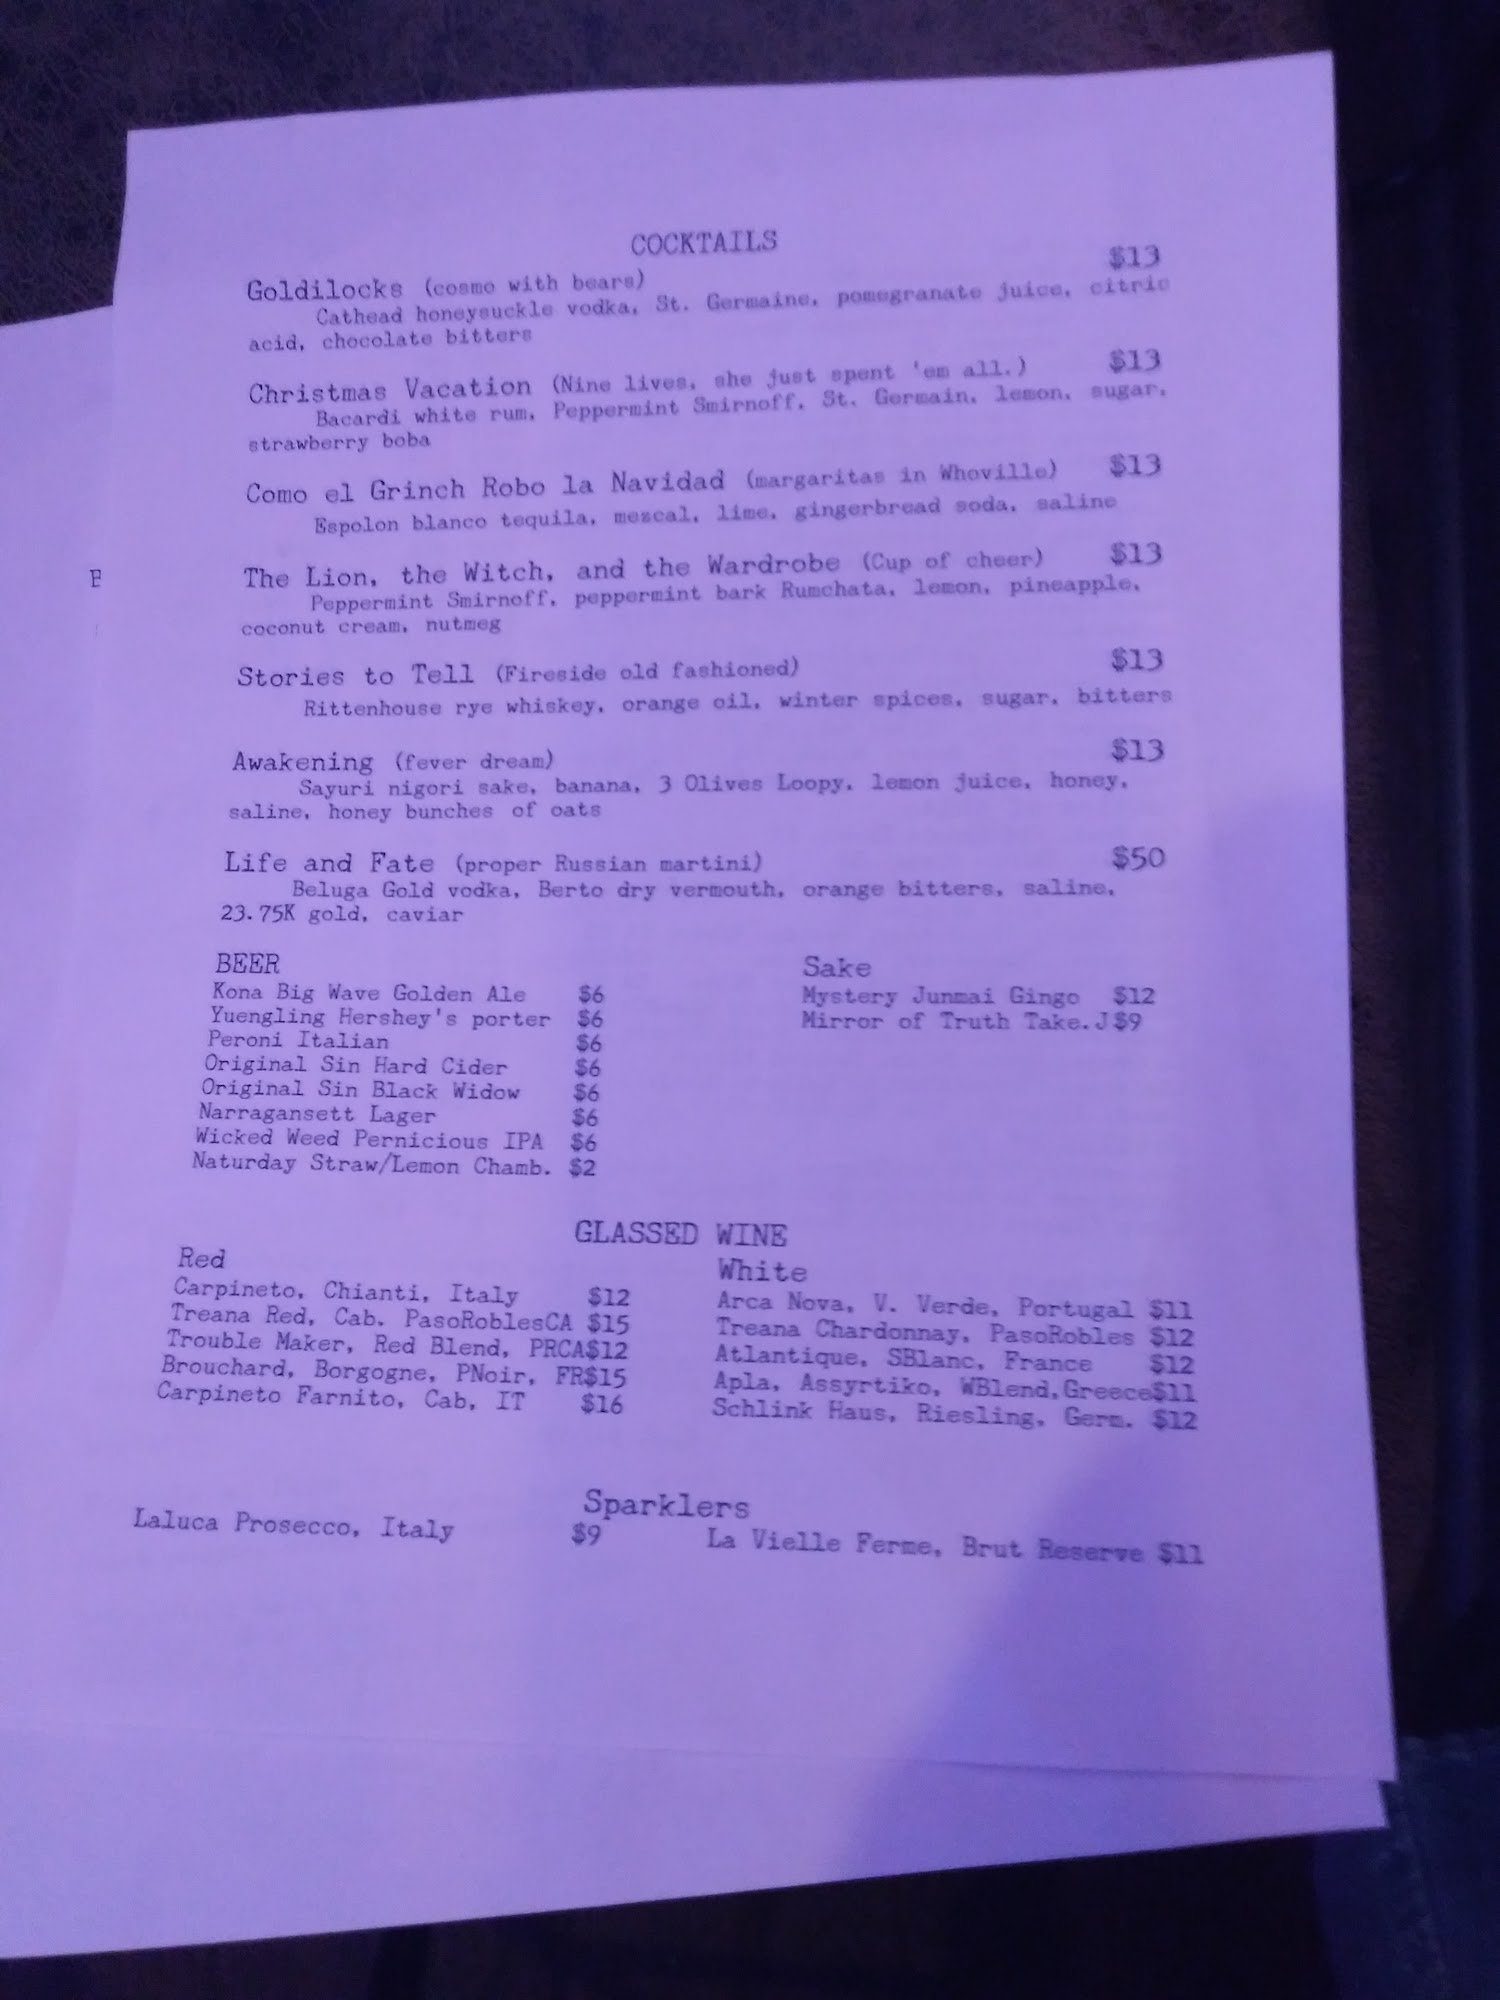 COCKTAILS
Goldilocks (cosmo with bears) $13
Cathead honeysuckle vodka, St. Germaine, pomegranate juice, citric
acid, chocolate bitters
Christmas Vacation (Nine lives, she just spent 'em all.) $13
Bacardi white rum, Peppermint Smirnoff, St. Germain, lemon, sugar,
strawberry boba
Como el Grinch Robo la Navidad (margaritas in Whoville) $13
Espolon blanco tequila, mezcal, lime, gingerbread soda, saline
E
The Lion, the Witch, and the Wardrobe (Cup of cheer) $13
Peppermint Smirnoff, peppermint bark Rumchata, lemon, pineapple,
coconut cream, nutmeg
Stories to Tell (Fireside old fashioned) $13
Rittenhouse rye whiskey, orange oil, winter spices, sugar, bitters
Awakening (fever dream) $13
Sayuri nigori sake, banana, 3 Olives Loopy, lemon juice, honey,
saline, honey bunches of oats
Life and Fate (proper Russian martini) $50
Beluga Gold vodka, Berto dry vermouth, orange bitters, saline,
23.75K gold, caviar
BEER
Kona Big Wave Golden Ale $6
Yuengling Hershey's porter $6
Peroni Italian $6
Original Sin Hard Cider $6
Original Sin Black Widow $6
Narragansett Lager $6
Wicked Weed Pernicious IPA $6
Naturday Straw/Lemon Chamb. $2
Sake
Mystery Junmai Gingo $12
Mirror of Truth Take.J $9
GLASSED WINE
Red
Carpineto, Chianti, Italy $12
Treana Red, Cab. PasoRoblesCA $15
Trouble Maker, Red Blend, PRCA$12
Brouchard, Borgogne, PNoir, FR$15
Carpineto Farnito, Cab, IT $16
White
Arca Nova, V. Verde, Portugal $11
Treana Chardonnay, PasoRobles $12
Atlantique, SBlanc, France $12
Apla, Assyrtiko, WBlend,Greece$11
Schlink Haus, Riesling, Germ. $12
Sparklers
Laluca Prosecco, Italy $9
La Vielle Ferme, Brut Reserve $11